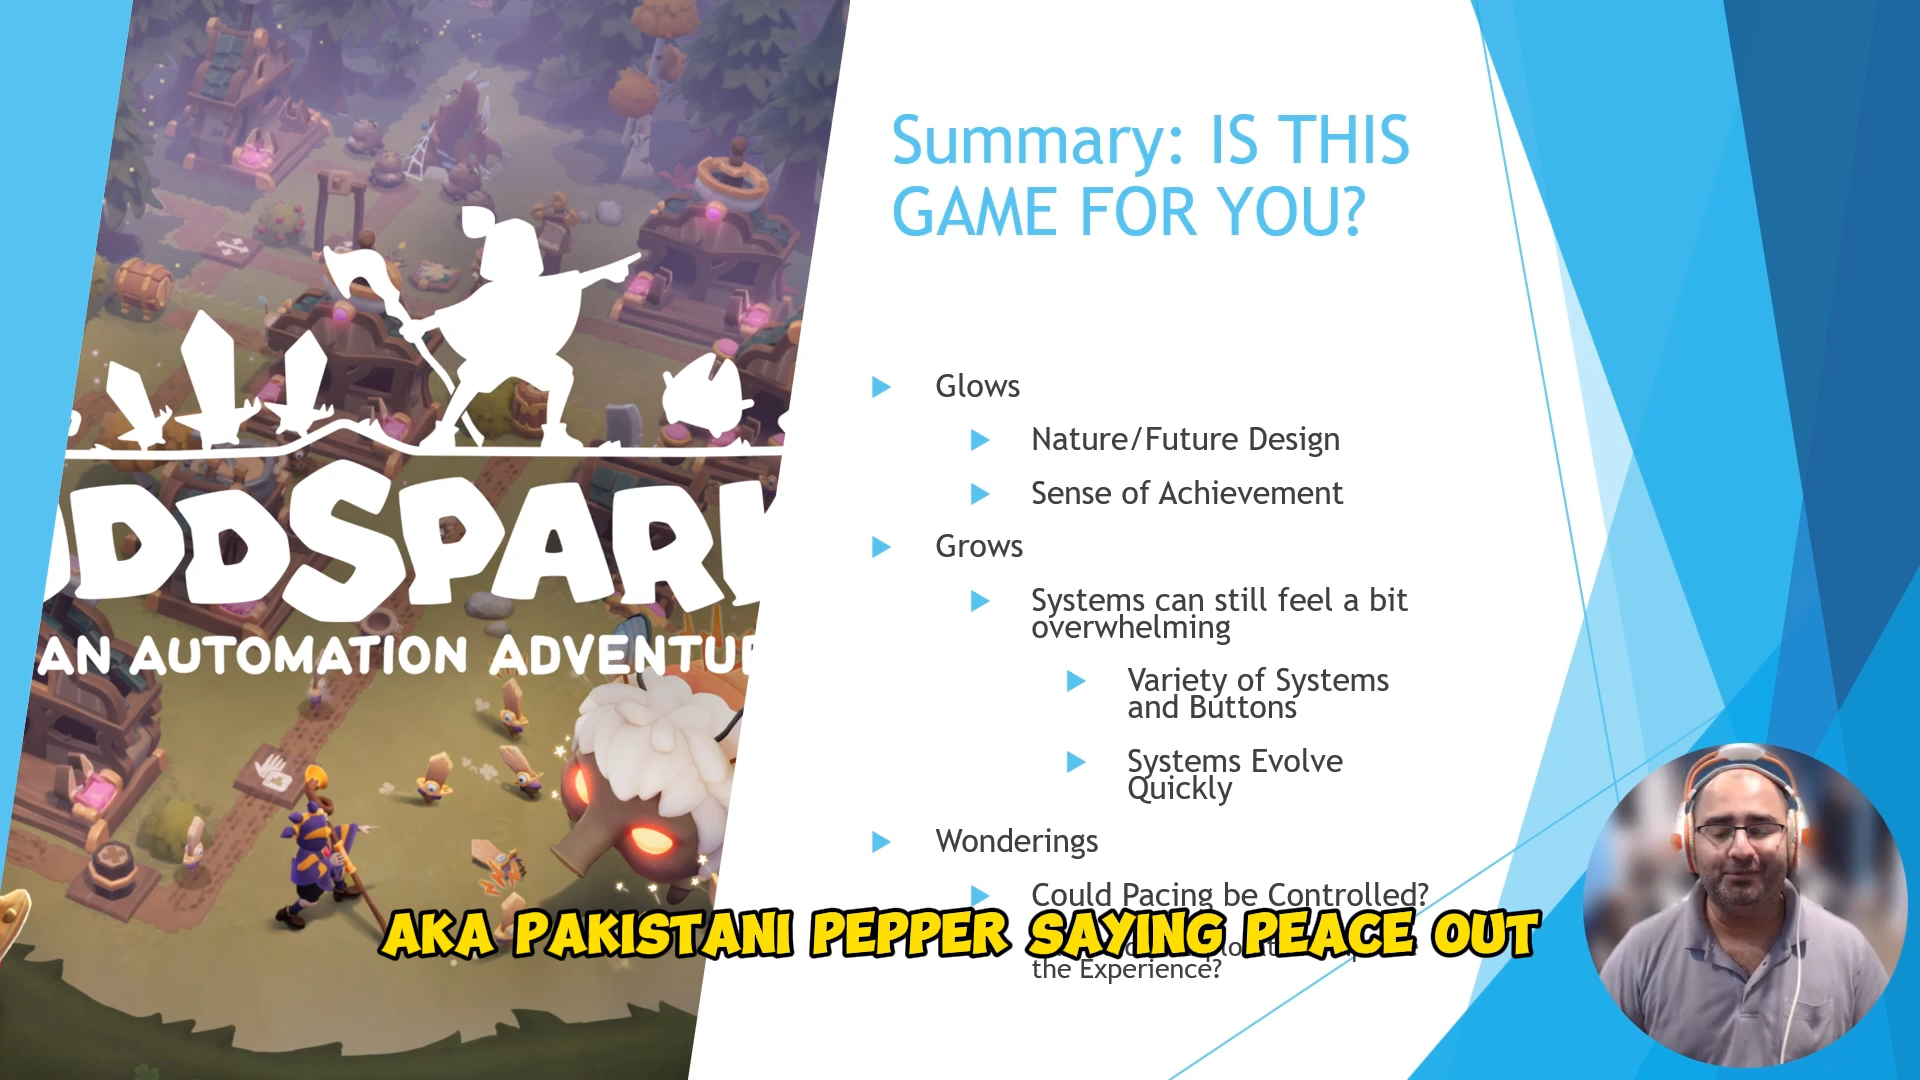 ODDSPARK
AN AUTOMATION ADVENTUR
Summary: IS THIS
GAME FOR YOU?
Glows
Nature/Future Design
Sense of Achievement
Grows
Systems can still feel a bit
overwhelming
Variety of Systems
and Buttons
Systems Evolve
Quickly
Wonderings
Could Pacing be Controlled?
the Experience?
AKA PAKISTANI PEPPER SAYING PEACE OUT